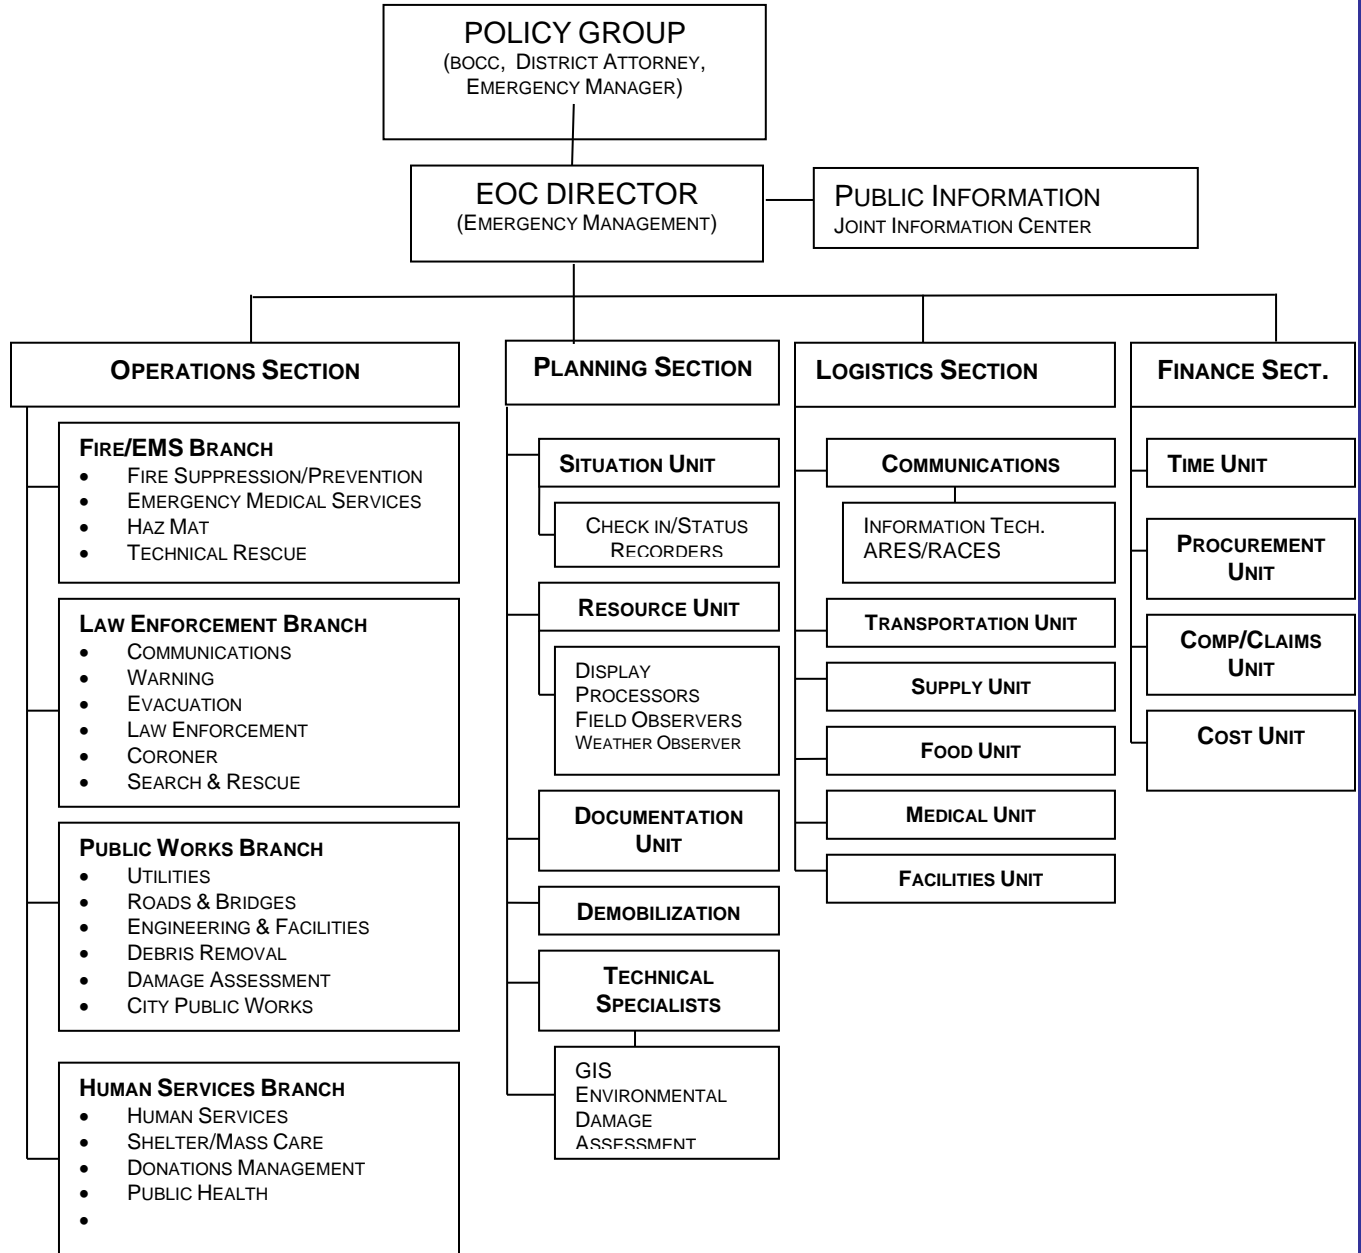 POLICY GROUP
(BOCC, DISTRICT ATTORNEY,
EMERGENCY MANAGER)
EOC DIRECTOR
(EMERGENCY MANAGEMENT)
PUBLIC INFORMATION
JOINT INFORMATION CENTER
OPERATIONS SECTION
FIRE/EMS BRANCH
• FIRE SUPPRESSION/PREVENTION
• EMERGENCY MEDICAL SERVICES
• HAZ MAT
• TECHNICAL RESCUE
LAW ENFORCEMENT BRANCH
• COMMUNICATIONS
• WARNING
• EVACUATION
• LAW ENFORCEMENT
• CORONER
• SEARCH & RESCUE
PUBLIC WORKS BRANCH
• UTILITIES
• ROADS & BRIDGES
• ENGINEERING & FACILITIES
• DEBRIS REMOVAL
• DAMAGE ASSESSMENT
• CITY PUBLIC WORKS
HUMAN SERVICES BRANCH
• HUMAN SERVICES
• SHELTER/MASS CARE
• DONATIONS MANAGEMENT
• PUBLIC HEALTH
•
PLANNING SECTION
SITUATION UNIT
CHECK IN/STATUS
RECORDERS
RESOURCE UNIT
DISPLAY
PROCESSORS
FIELD OBSERVERS
WEATHER OBSERVER
DOCUMENTATION
UNIT
DEMOBILIZATION
TECHNICAL
SPECIALISTS
GIS
ENVIRONMENTAL
DAMAGE
ASSESSMENT
LOGISTICS SECTION
COMMUNICATIONS
INFORMATION TECH.
ARES/RACES
TRANSPORTATION UNIT
SUPPLY UNIT
FOOD UNIT
MEDICAL UNIT
FACILITIES UNIT
FINANCE SECT.
TIME UNIT
PROCUREMENT
UNIT
COMP/CLAIMS
UNIT
COST UNIT